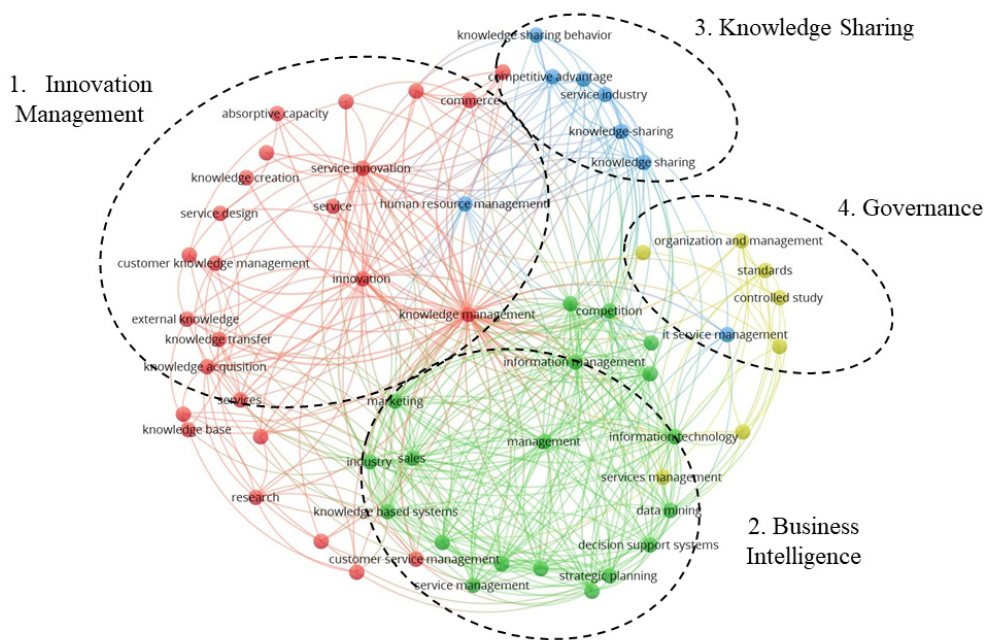 3. Knowledge Sharing
knowledge sharing behavior
1. Innovation
Management
competitive advantage
service industry
commerce
absorptive capacity
knowledge-sharing
knowledge sharing
service innovation
knowledge creation
human resource management
service
service design
4. Governance
organization and management
customer knowledge management
standards
innovation
controlled study
external knowledge
knowledge management
competition
knowledge transfer
it service management
knowledge acquisition
information management
services
marketing
knowledge base
management
information technology
industry
sales
services management
research
knowledge based systems
data mining
2. Business
Intelligence
decision support systems
customer service management
strategic planning
service management